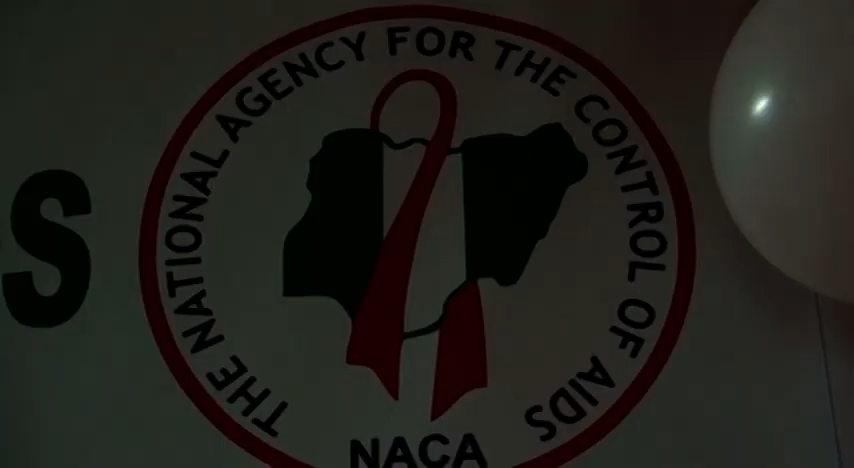 THE NATIONAL AGENCY FOR THE CONTROL OF AIDS
S
NACA